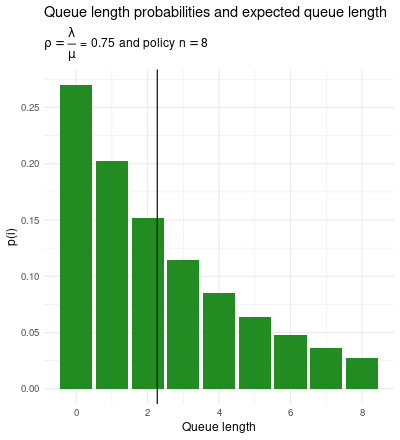 Queue length probabilities and expected queue length
ρ = λ/μ = 0.75 and policy n = 8
p(i)
0.25
0.20
0.15
0.10
0.05
0.00
0 2 4 6 8
Queue length